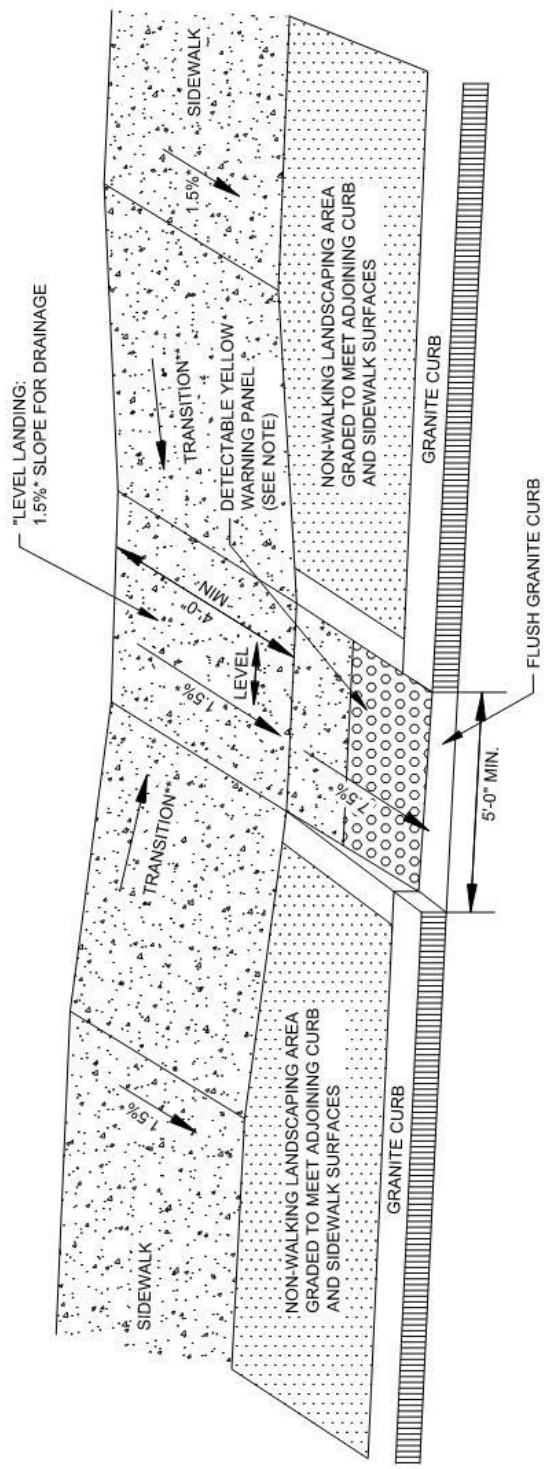 "LEVEL LANDING:
1.5%* SLOPE FOR DRAINAGE
SIDEWALK
1.5%*
TRANSITION**
1.5%*
4'-0"
MIN.
LEVEL
TRANSITION**
1.5%*
SIDEWALK
DETECTABLE YELLOW
WARNING PANEL
(SEE NOTE)
7.5%*
NON-WALKING LANDSCAPING AREA
GRADED TO MEET ADJOINING CURB
AND SIDEWALK SURFACES
NON-WALKING LANDSCAPING AREA
GRADED TO MEET ADJOINING CURB
AND SIDEWALK SURFACES
GRANITE CURB
GRANITE CURB
5'-0" MIN.
FLUSH GRANITE CURB